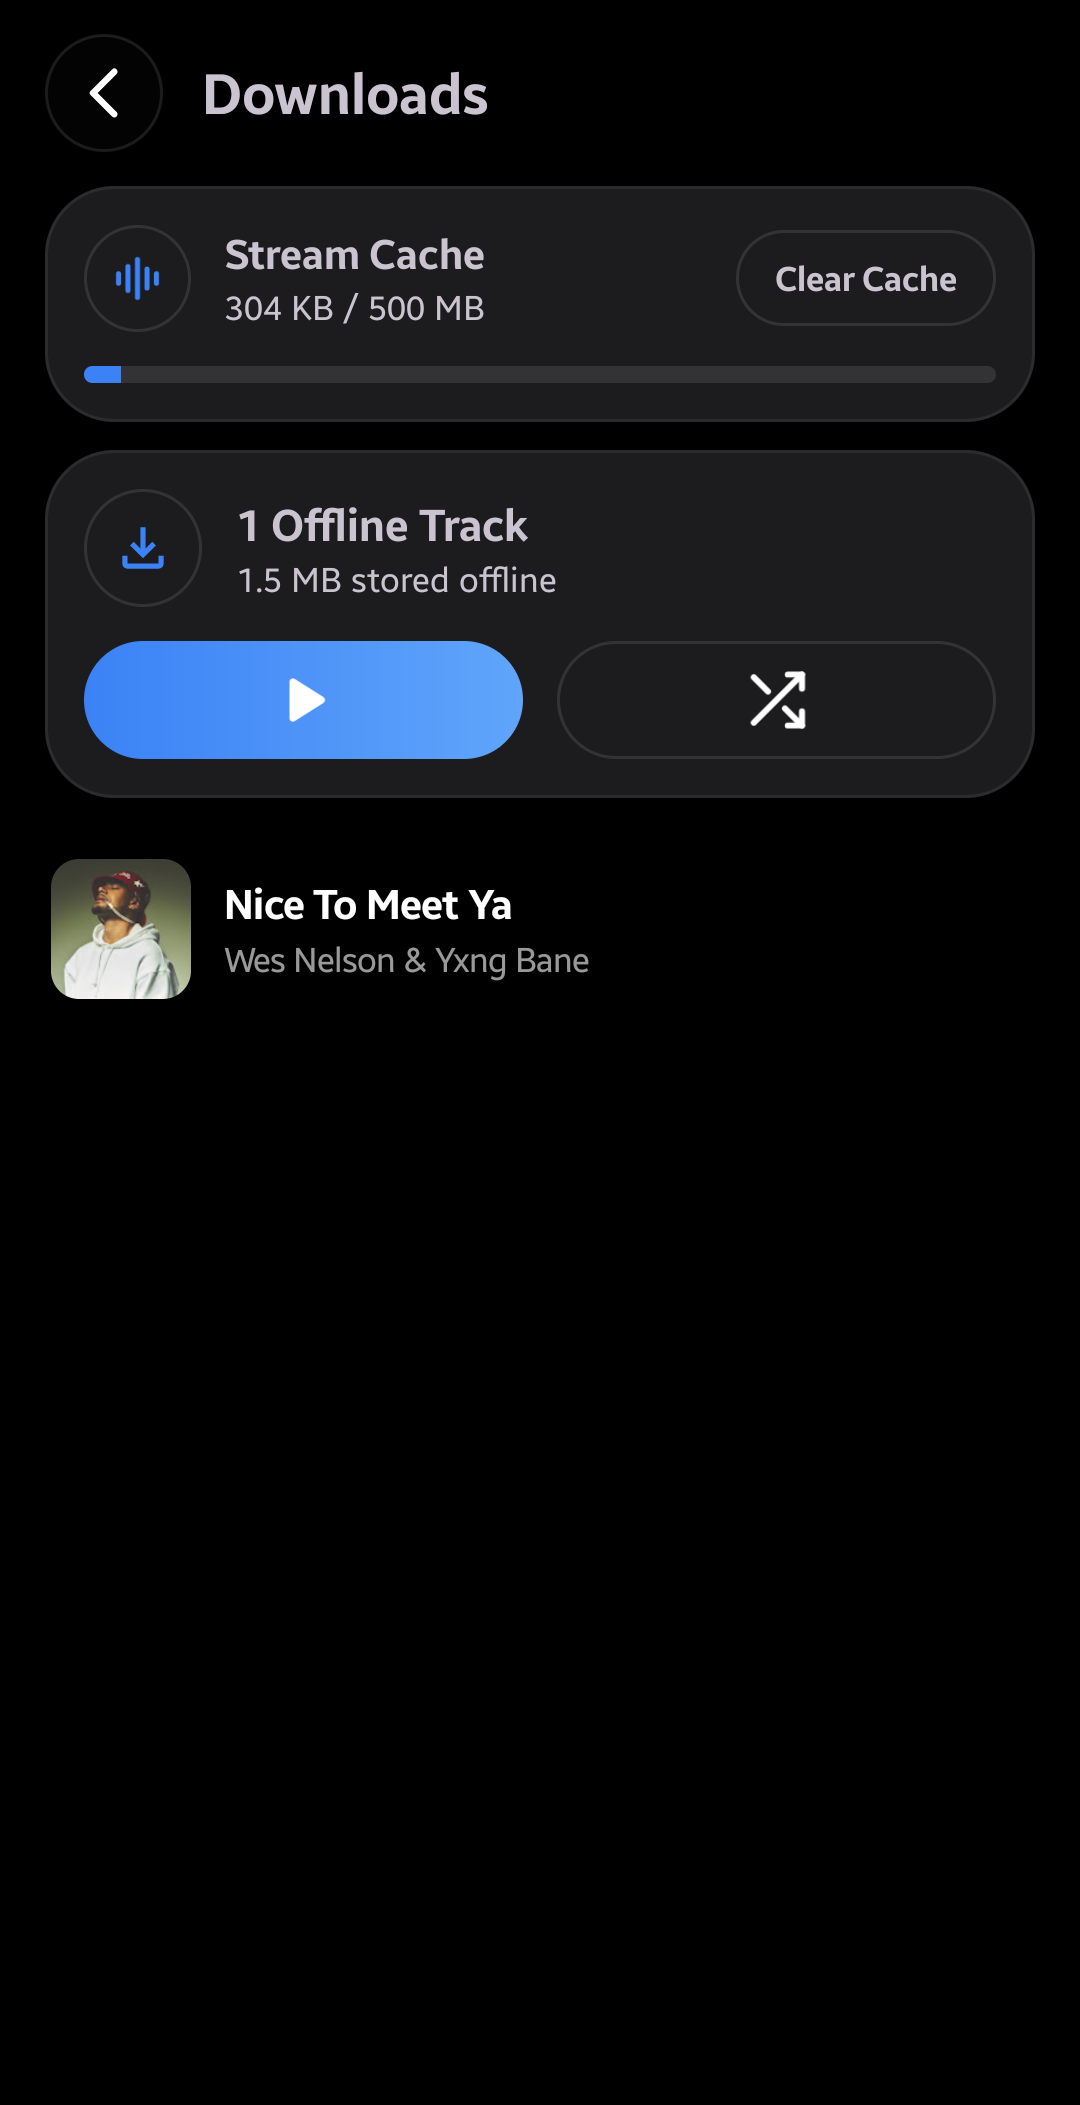 Downloads
Stream Cache
304 KB / 500 MB
Clear Cache
1 Offline Track
1.5 MB stored offline
Nice To Meet Ya
Wes Nelson & Yxng Bane